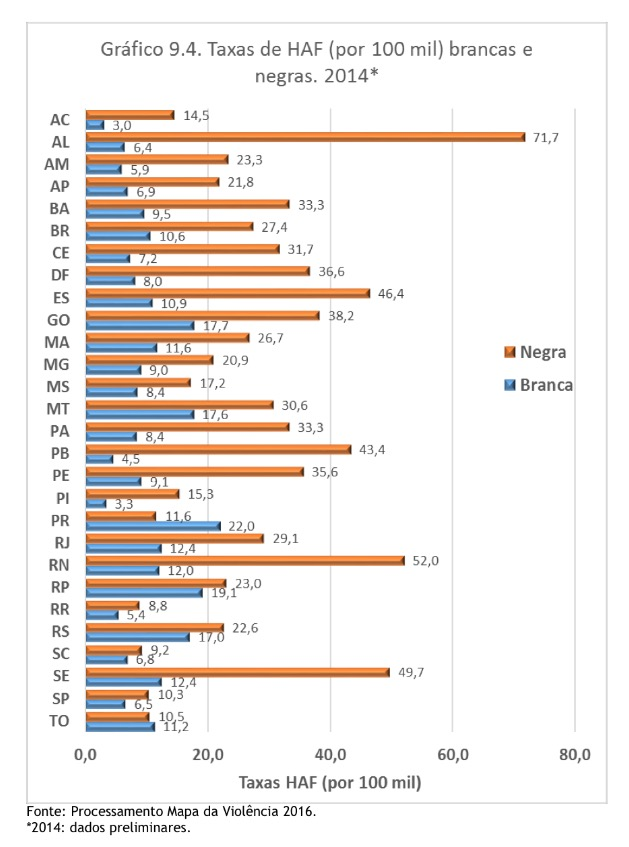 Gráfico 9.4. Taxas de HAF (por 100 mil) brancas e
negras. 2014*
AC 14,5
3,0
AL 71,7
6,4
AM 23,3
5,9
AP 21,8
6,9
BA 33,3
9,5
BR 27,4
10,6
CE 31,7
7,2
DF 36,6
8,0
ES 46,4
10,9
GO 38,2
17,7
MA 26,7
11,6
MG 20,9
9,0
MS 17,2
8,4
MT 30,6
17,6
PA 33,3
8,4
PB 43,4
4,5
PE 35,6
9,1
PI 15,3
3,3
PR 11,6
22,0
RJ 29,1
12,4
RN 52,0
12,0
RP 23,0
19,1
RR 8,8
5,4
RS 22,6
17,0
SC 9,2
6,8
SE 49,7
12,4
SP 10,3
6,5
TO 10,5
11,2
Negra
Branca
0,0 20,0 40,0 60,0 80,0
Taxas HAF (por 100 mil)
Fonte: Processamento Mapa da Violência 2016.
*2014: dados preliminares.